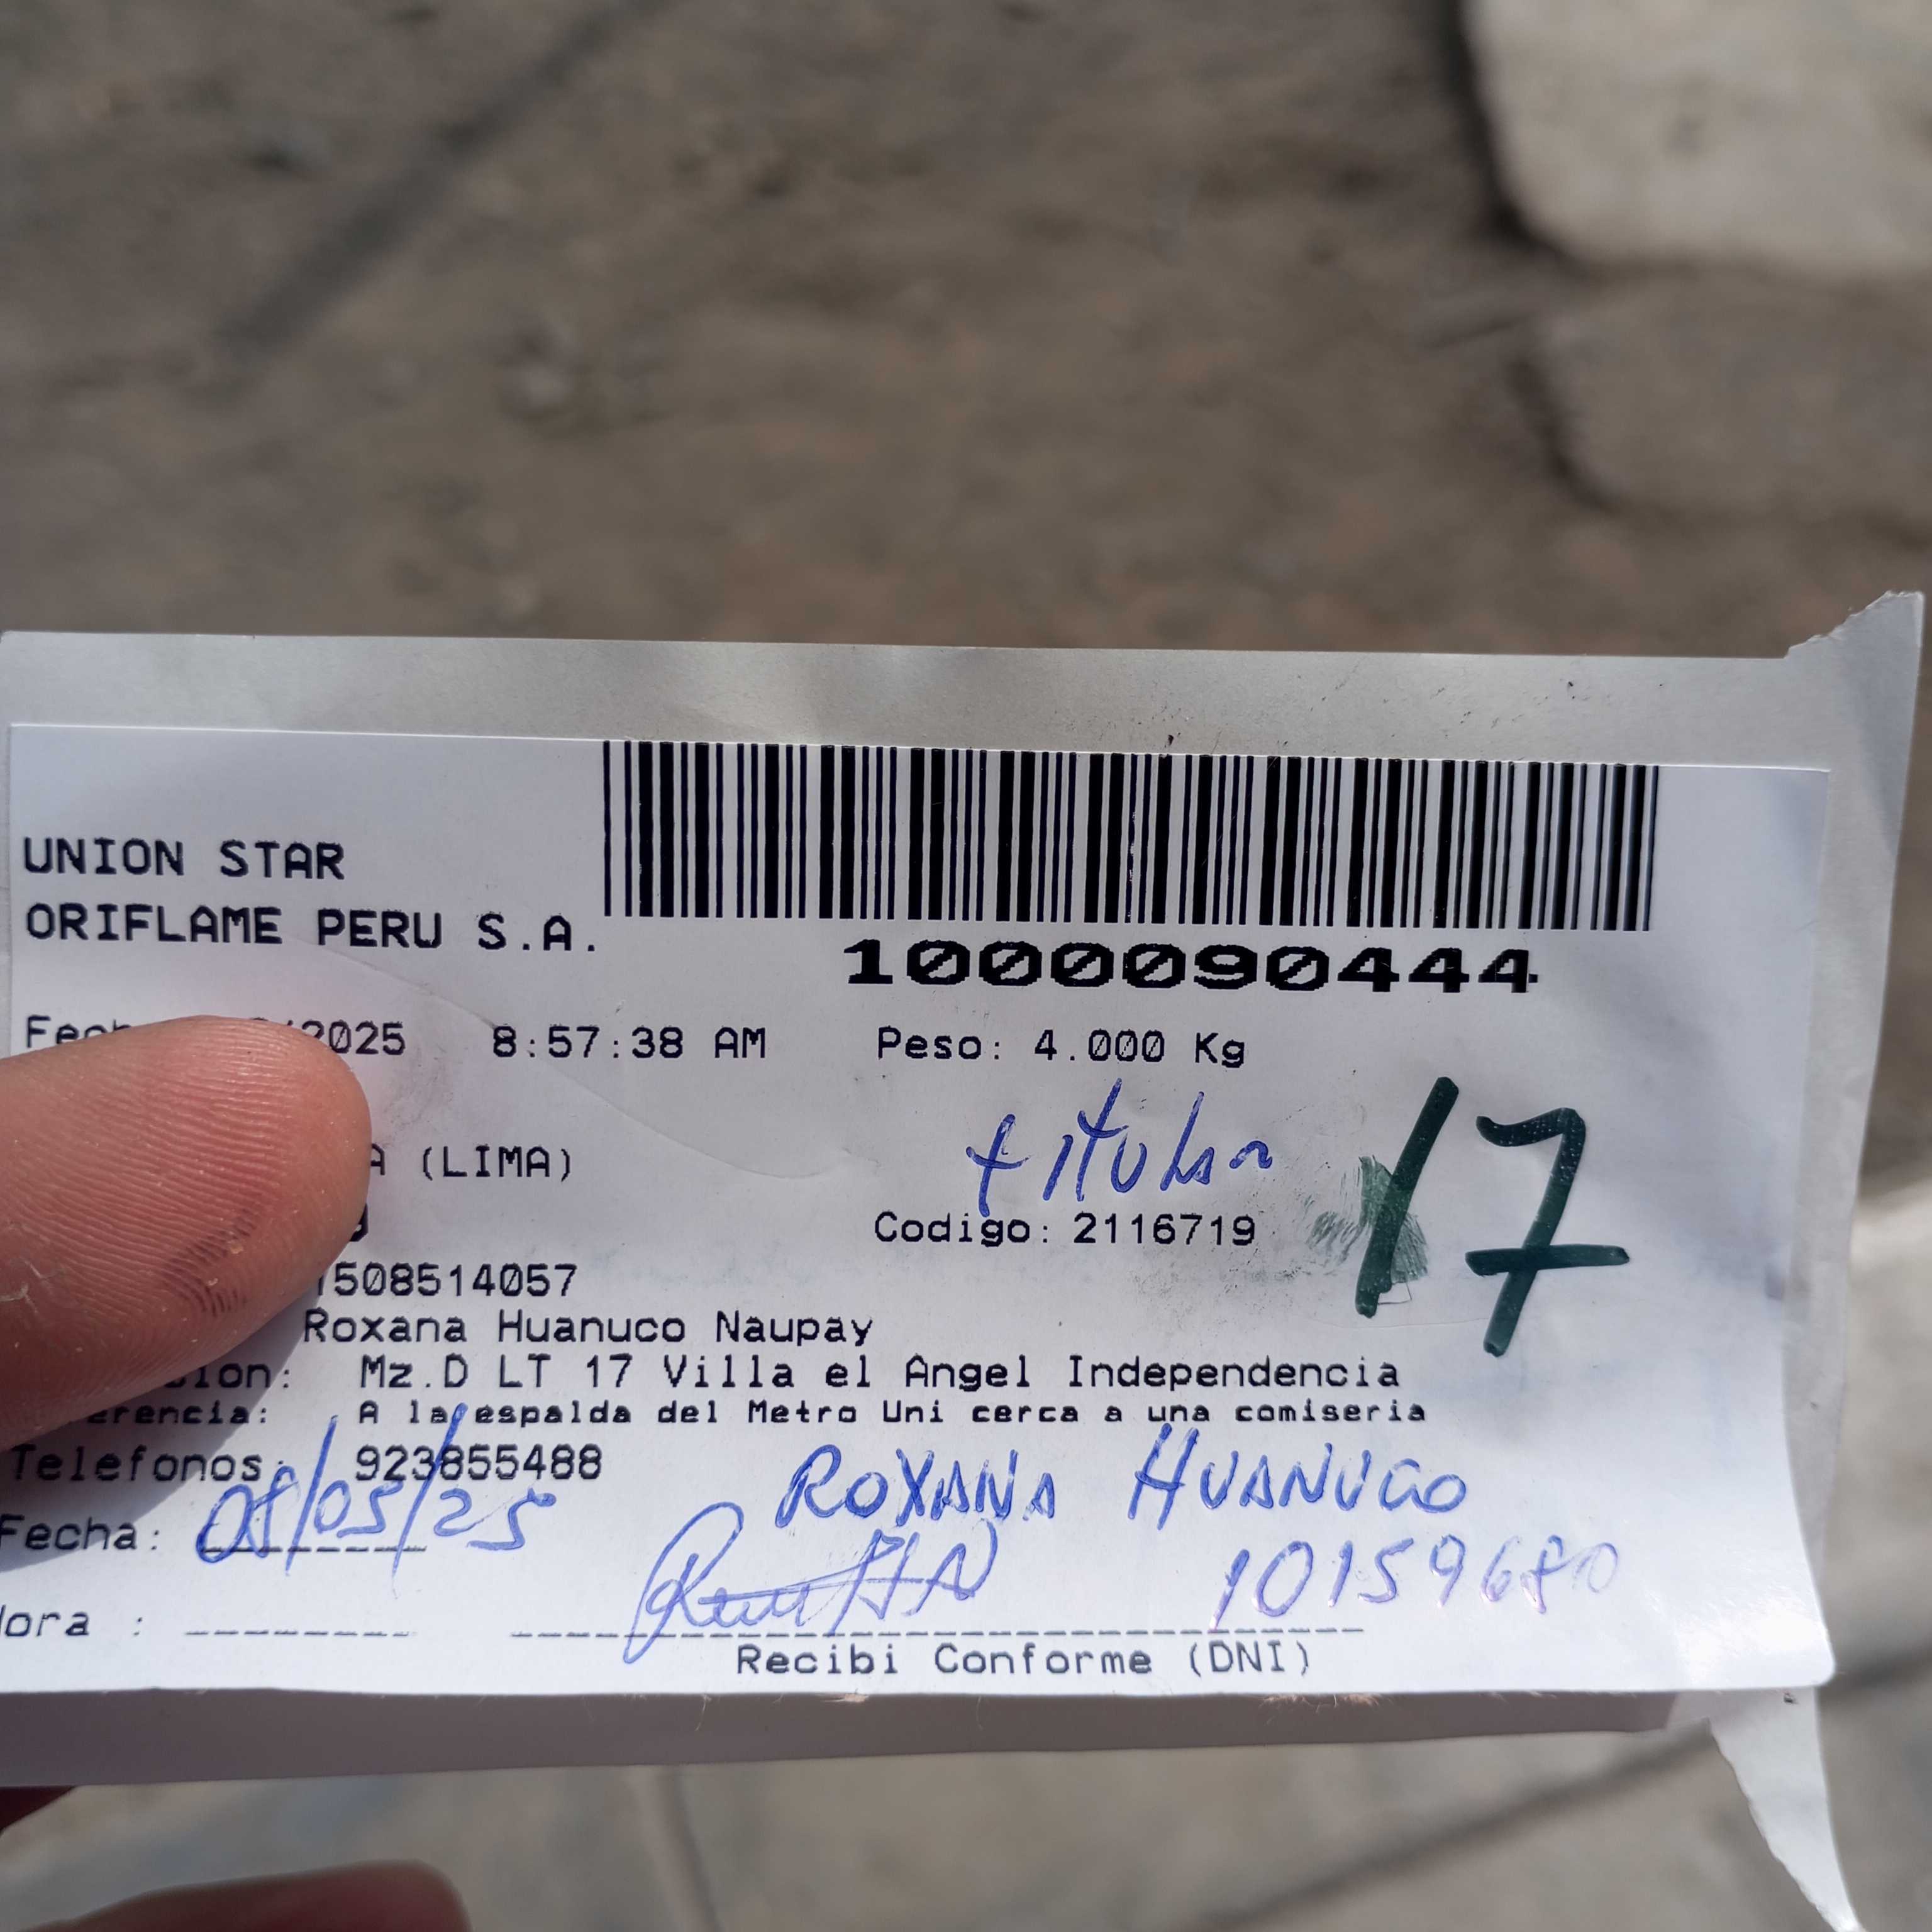 UNION STAR
ORIFLAME PERU S.A.
1000090444
2025 8:57:38 AM Peso: 4.000 Kg
titular
17
(LIMA)
Codigo: 2116719
508514057
Roxana Huanuco Naupay
Mz.D LT 17 Villa el Angel Independencia
A la espalda del Metro Uni cerca a una comiseria
Telefonos: 923855488
ROXANA HUANUCO
Fecha: 08/05/25
10159680
: 
Recibi Conforme (DNI)